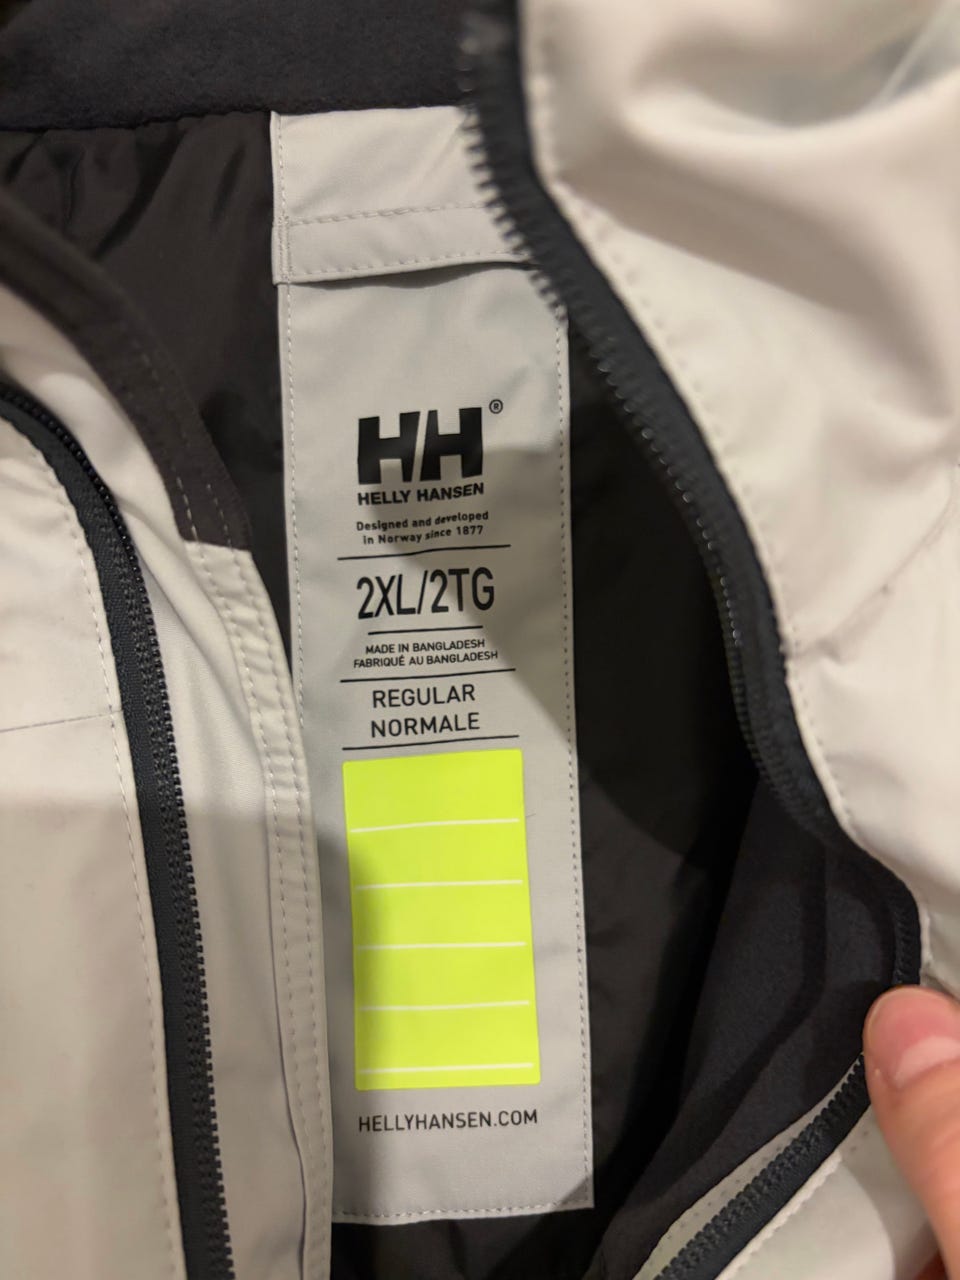 HH®
HELLY HANSEN
Designed and developed
in Norway since 1877
2XL/2TG
MADE IN BANGLADESH
FABRIQUÉ AU BANGLADESH
REGULAR
NORMALE
HELLYHANSEN.COM